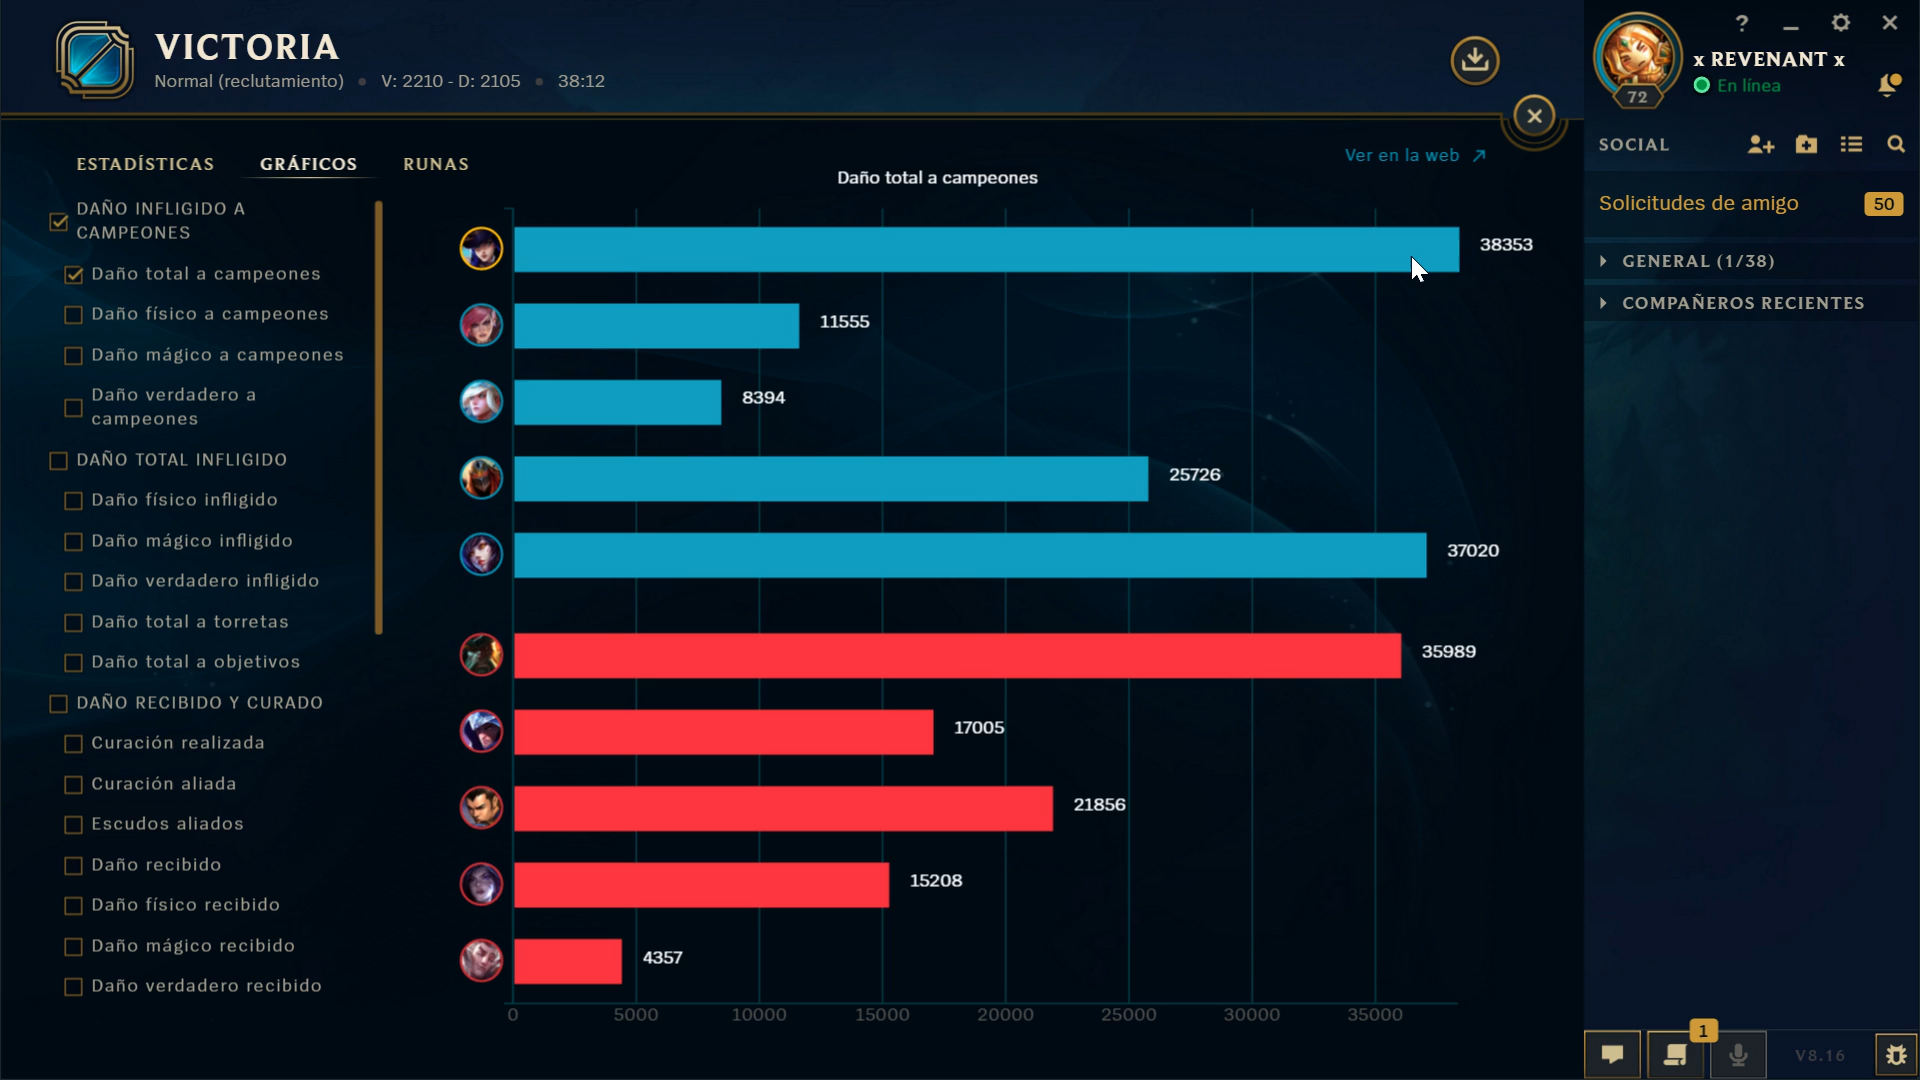 VICTORIA
Normal (reclutamiento) • V: 2210 - D: 2105 • 38:12
ESTADÍSTICAS
GRÁFICOS
RUNAS
Ver en la web
DAÑO INFLIGIDO A
CAMPEONES
Daño total a campeones
Daño físico a campeones
Daño mágico a campeones
Daño verdadero a
campeones
DAÑO TOTAL INFLIGIDO
Daño físico infligido
Daño mágico infligido
Daño verdadero infligido
Daño total a torretas
Daño total a objetivos
DAÑO RECIBIDO Y CURADO
Curación realizada
Curación aliada
Escudos aliados
Daño recibido
Daño físico recibido
Daño mágico recibido
Daño verdadero recibido
Daño total a campeones
38353
11555
8394
25726
37020
35989
17005
21856
15208
4357
0 5000 10000 15000 20000 25000 30000 35000
?
x REVENANT x
En línea
72
SOCIAL
Solicitudes de amigo 50
GENERAL (1/38)
COMPAÑEROS RECIENTES
1
V8.16